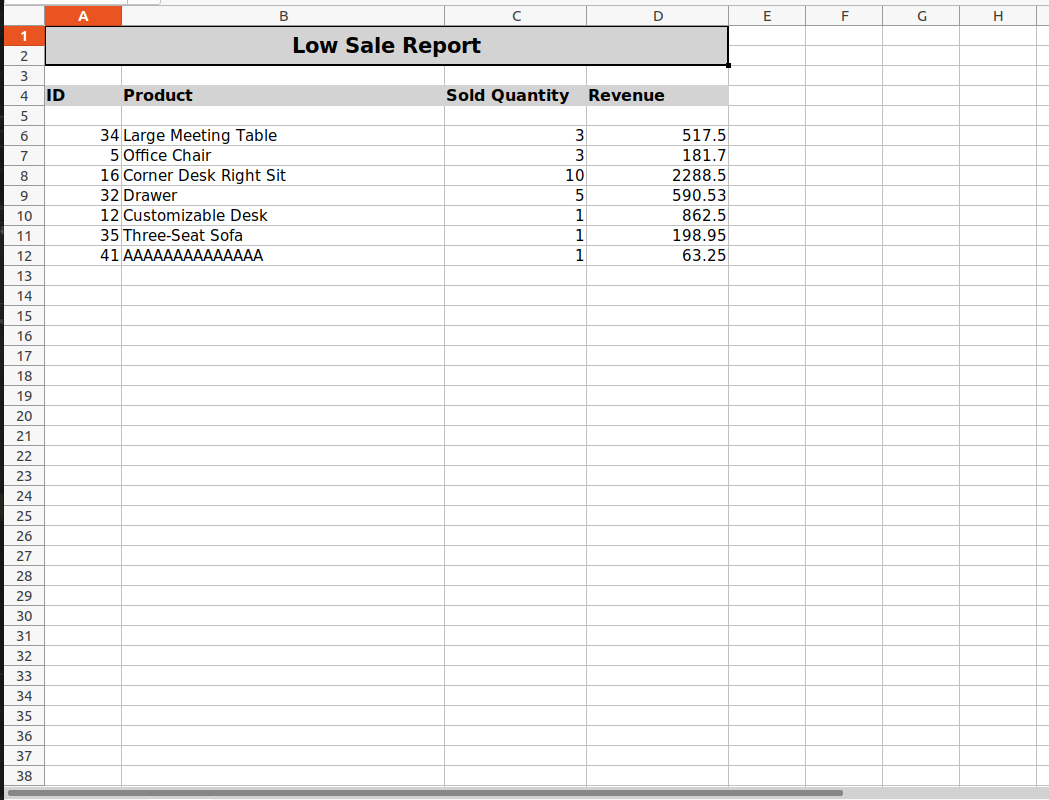 A B C D E F G H
1 Low Sale Report
2
3
4 ID Product Sold Quantity Revenue
5
6 34 Large Meeting Table 3 517.5
7 5 Office Chair 3 181.7
8 16 Corner Desk Right Sit 10 2288.5
9 32 Drawer 5 590.53
10 12 Customizable Desk 1 862.5
11 35 Three-Seat Sofa 1 198.95
12 41 AAAAAAAAAAAAAA 1 63.25
13
14
15
16
17
18
19
20
21
22
23
24
25
26
27
28
29
30
31
32
33
34
35
36
37
38